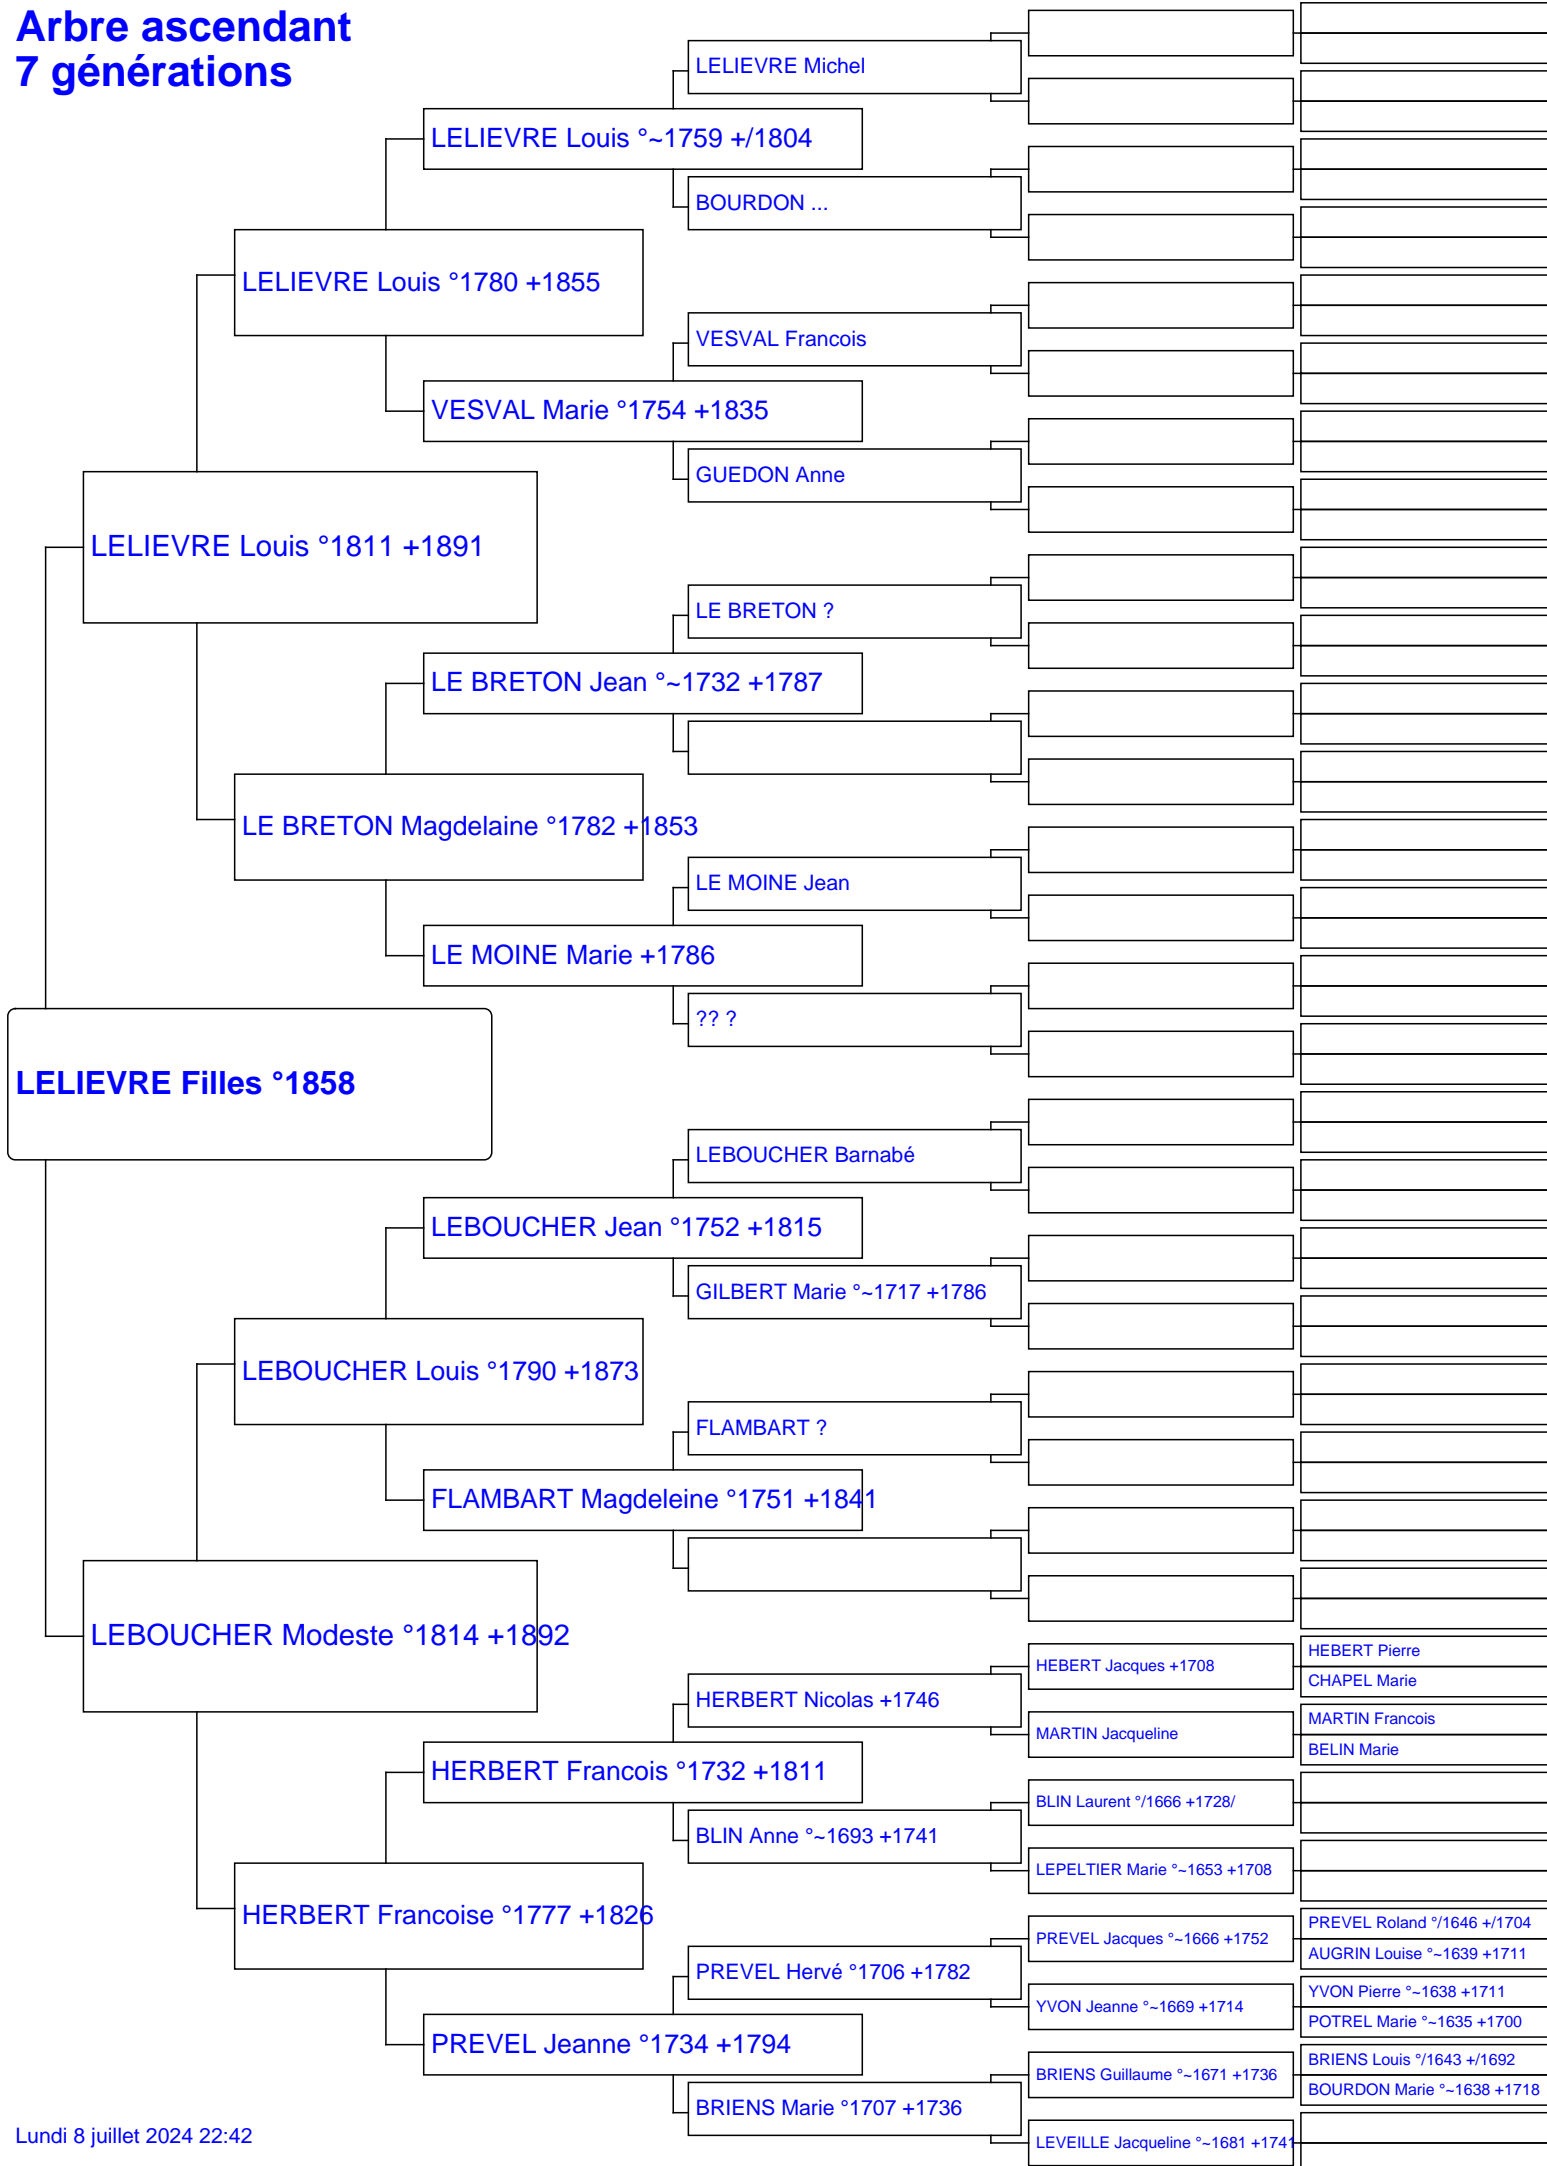 Arbre ascendant
7 générations
LELIEVRE Michel
LELIEVRE Louis °~1759 +/1804
BOURDON ...
LELIEVRE Louis °1780 +1855
VESVAL Francois
VESVAL Marie °1754 +1835
GUEDON Anne
LELIEVRE Louis °1811 +1891
LE BRETON ?
LE BRETON Jean °~1732 +1787
LE BRETON Magdelaine °1782 +1853
LE MOINE Jean
LE MOINE Marie +1786
?? ?
LELIEVRE Filles °1858
LEBOUCHER Barnabé
LEBOUCHER Jean °1752 +1815
GILBERT Marie °~1717 +1786
LEBOUCHER Louis °1790 +1873
FLAMBART ?
FLAMBART Magdeleine °1751 +1841
LEBOUCHER Modeste °1814 +1892
HEBERT Pierre
HEBERT Jacques +1708
CHAPEL Marie
HERBERT Nicolas +1746
MARTIN Francois
MARTIN Jacqueline
BELIN Marie
HERBERT Francois °1732 +1811
BLIN Laurent °/1666 +1728/
BLIN Anne °~1693 +1741
LEPELTIER Marie °~1653 +1708
HERBERT Francoise °1777 +1826
PREVEL Roland °/1646 +/1704
PREVEL Jacques °~1666 +1752
AUGRIN Louise °~1639 +1711
PREVEL Hervé °1706 +1782
YVON Pierre °~1638 +1711
YVON Jeanne °~1669 +1714
POTREL Marie °~1635 +1700
PREVEL Jeanne °1734 +1794
BRIENS Louis °/1643 +/1692
BRIENS Guillaume °~1671 +1736
BOURDON Marie °~1638 +1718
BRIENS Marie °1707 +1736
LEVEILLE Jacqueline °~1681 +1741
Lundi 8 juillet 2024 22:42